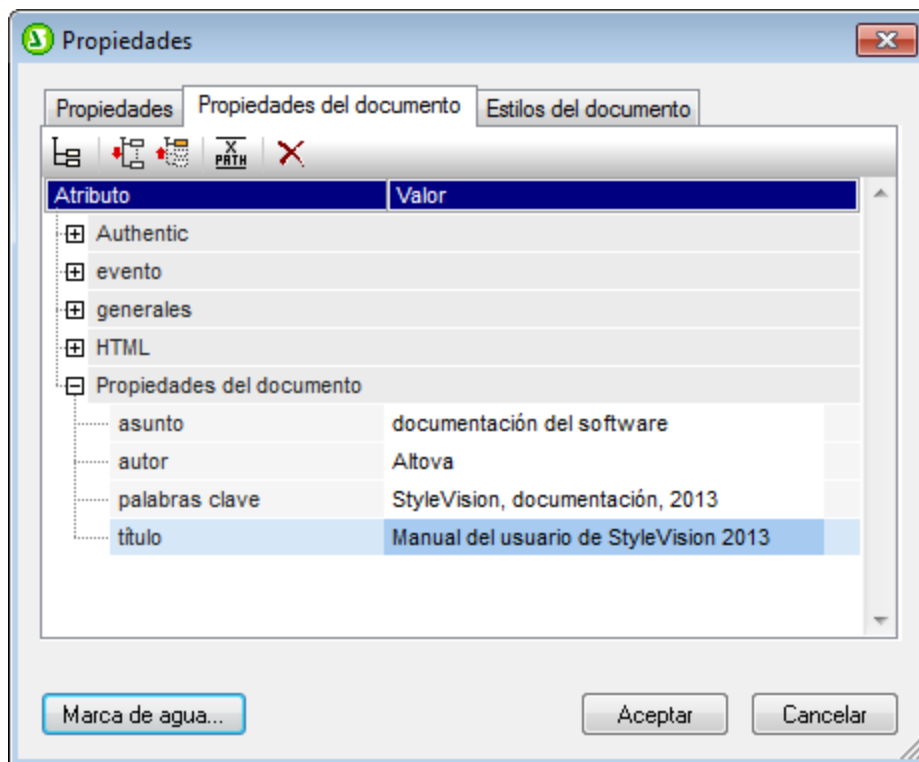 Propiedades
Propiedades Propiedades del documento Estilos del documento
X
PATH
Atributo Valor
Authentic
evento
generales
HTML
Propiedades del documento
asunto documentación del software
autor Altova
palabras clave StyleVision, documentación, 2013
título Manual del usuario de StyleVision 2013
Marca de agua... Aceptar Cancelar